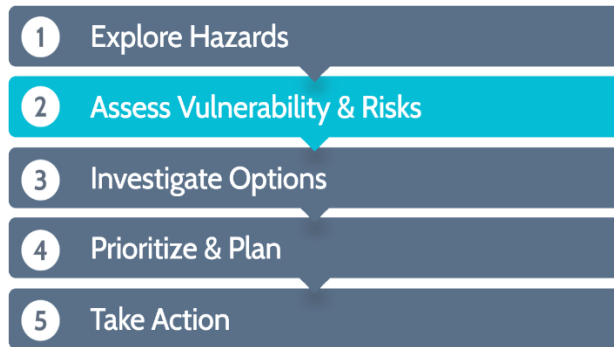 1 Explore Hazards
2 Assess Vulnerability & Risks
3 Investigate Options
4 Prioritize & Plan
5 Take Action